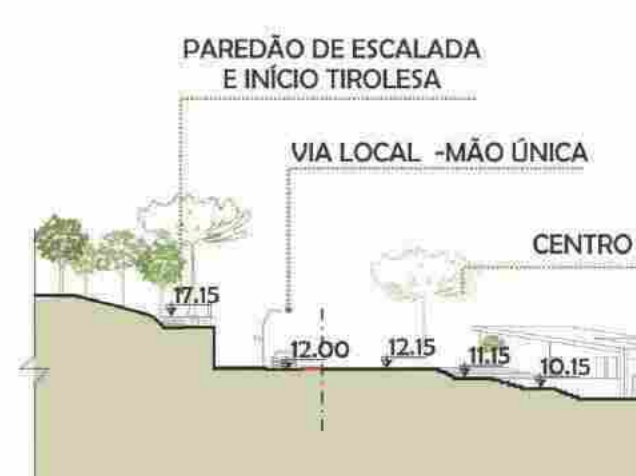 PAREDÃO DE ESCALADA
E INÍCIO TIROLESA
VIA LOCAL -MÃO ÚNICA
CENTRO
17.15
12.00
12.15
11.15
10.15